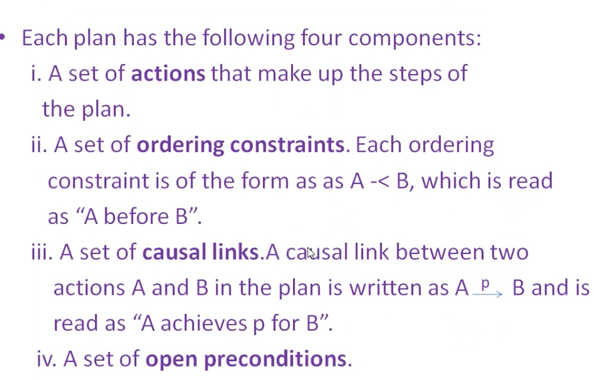 • Each plan has the following four components:
i. A set of actions that make up the steps of
the plan.
ii. A set of ordering constraints. Each ordering
constraint is of the form as as A -< B, which is read
as “A before B”.
iii. A set of causal links.A causal link between two
actions A and B in the plan is written as A p→ B and is
read as “A achieves p for B”.
iv. A set of open preconditions.